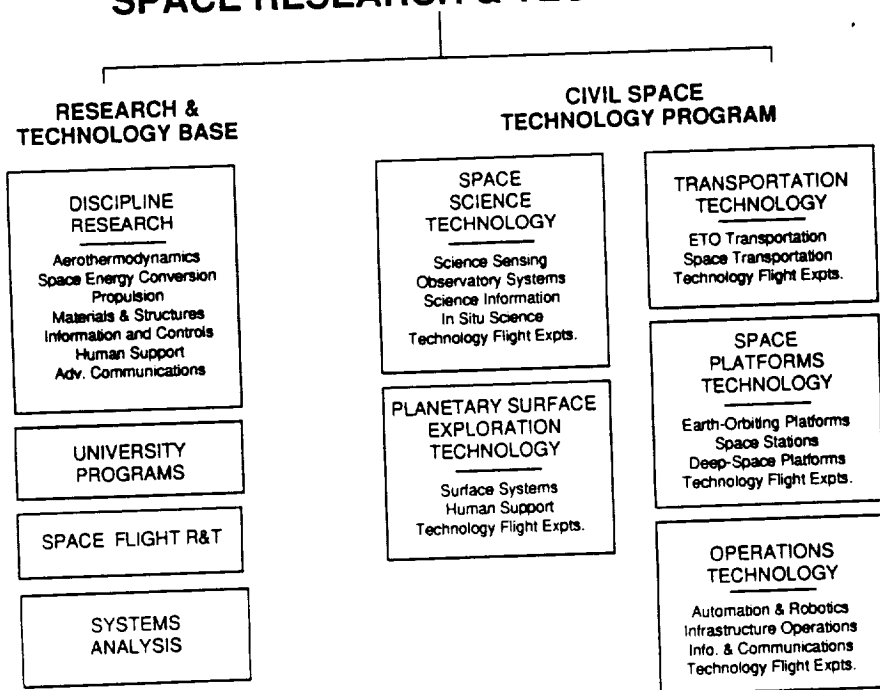 SPACE RESEARCH &
RESEARCH &
TECHNOLOGY BASE
DISCIPLINE
RESEARCH
Aerothermodynamics
Space Energy Conversion
Propulsion
Materials & Structures
Information and Controls
Human Support
Adv. Communications
UNIVERSITY
PROGRAMS
SPACE FLIGHT R&T
SYSTEMS
ANALYSIS
CIVIL SPACE
TECHNOLOGY PROGRAM
SPACE
SCIENCE
TECHNOLOGY
Science Sensing
Observatory Systems
Science Information
In Situ Science
Technology Flight Expts.
PLANETARY SURFACE
EXPLORATION
TECHNOLOGY
Surface Systems
Human Support
Technology Flight Expts.
TRANSPORTATION
TECHNOLOGY
ETO Transportation
Space Transportation
Technology Flight Expts.
SPACE
PLATFORMS
TECHNOLOGY
Earth-Orbiting Platforms
Space Stations
Deep-Space Platforms
Technology Flight Expts.
OPERATIONS
TECHNOLOGY
Automation & Robotics
Infrastructure Operations
Info. & Communications
Technology Flight Expts.